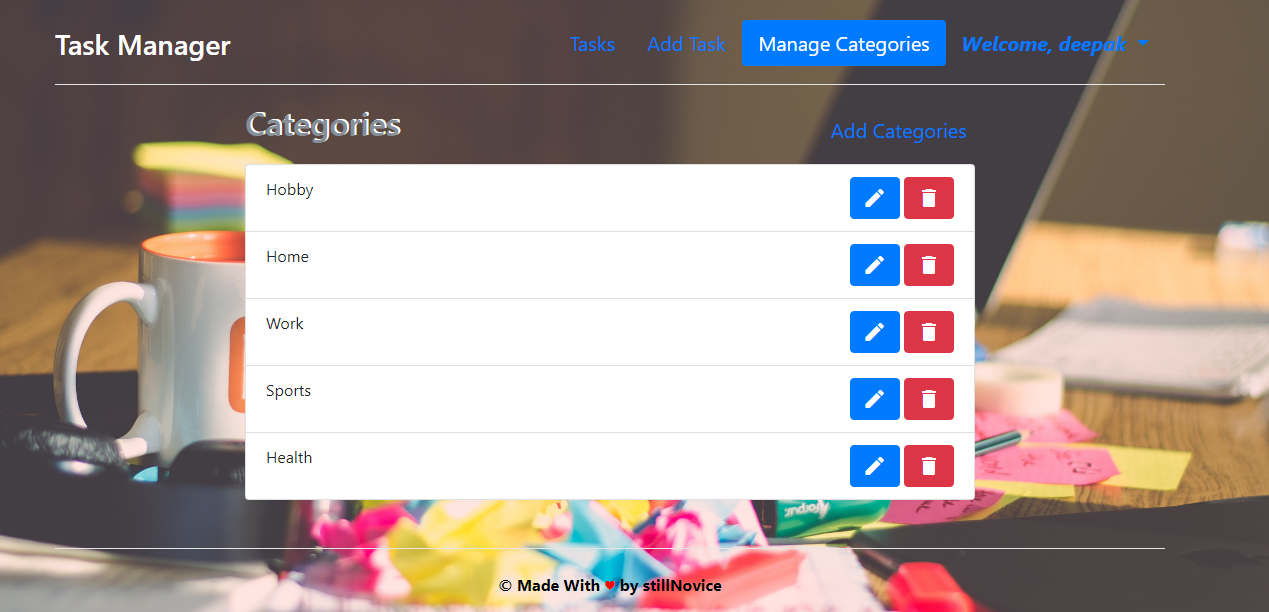 Task Manager
Tasks
Add Task
Manage Categories
Welcome, deepak
Categories
Add Categories
Hobby
Home
Work
Sports
Health
© Made With ♥ by stillNovice